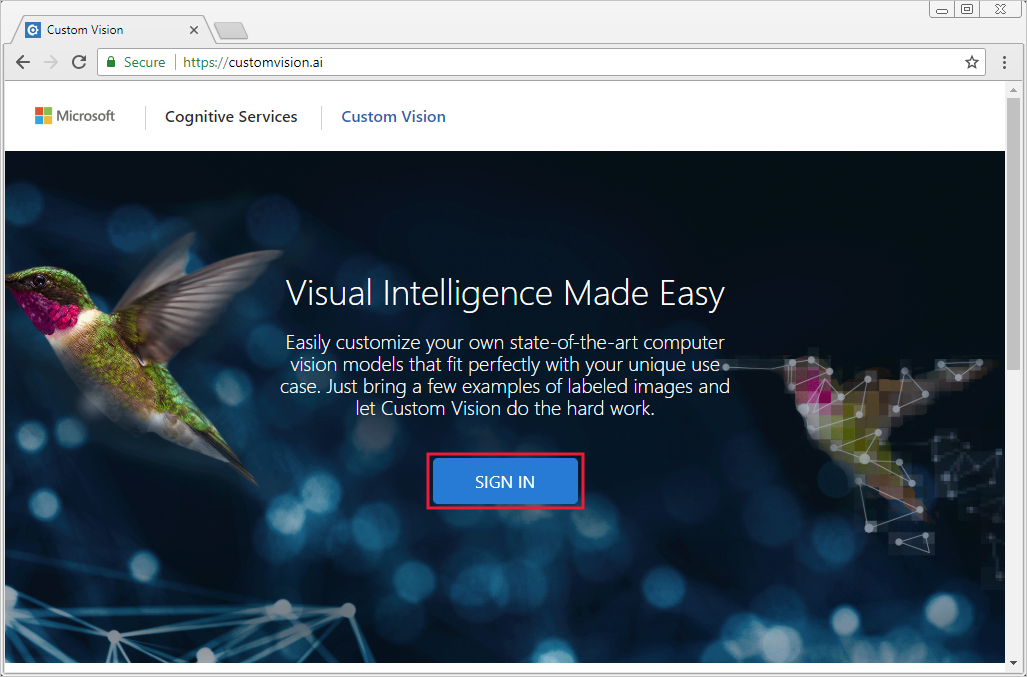 Custom Vision
Secure
https://customvision.ai
Microsoft
Cognitive Services
Custom Vision
Visual Intelligence Made Easy
Easily customize your own state-of-the-art computer
vision models that fit perfectly with your unique use
case. Just bring a few examples of labeled images and
let Custom Vision do the hard work.
SIGN IN